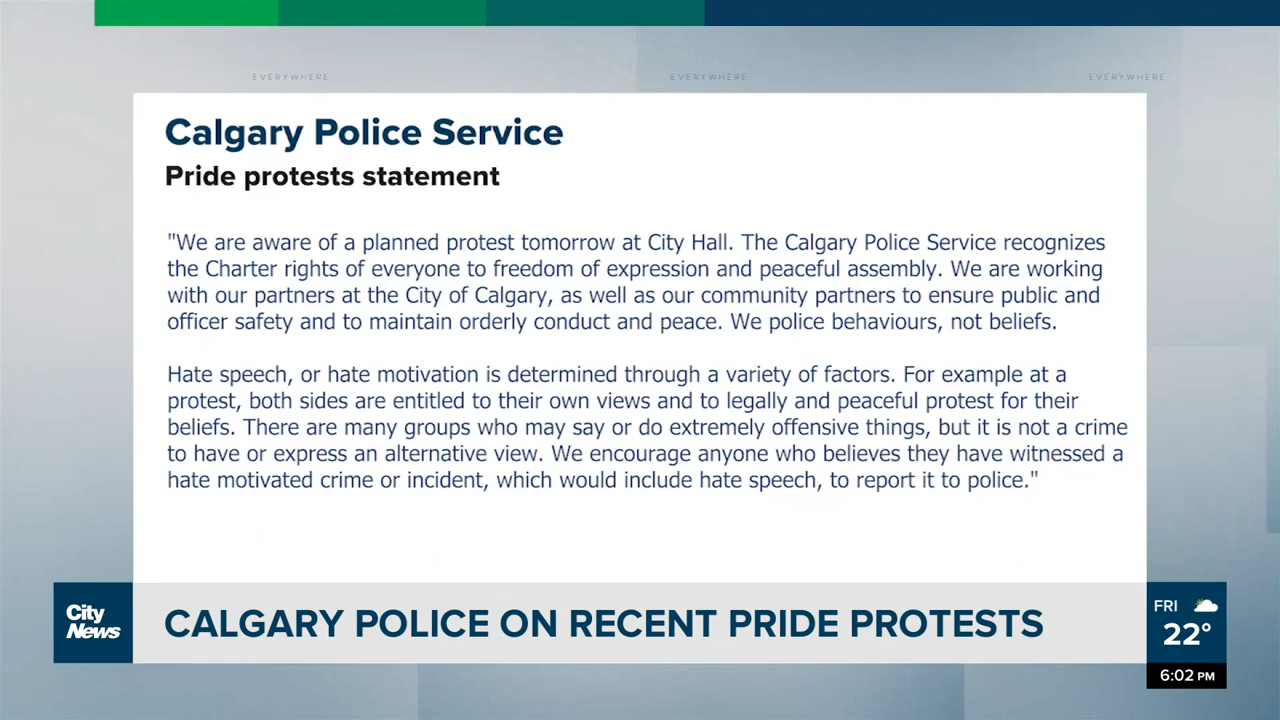 EVERYWHERE EVERYWHERE EVERYWHERE
Calgary Police Service
Pride protests statement
"We are aware of a planned protest tomorrow at City Hall. The Calgary Police Service recognizes
the Charter rights of everyone to freedom of expression and peaceful assembly. We are working
with our partners at the City of Calgary, as well as our community partners to ensure public and
officer safety and to maintain orderly conduct and peace. We police behaviours, not beliefs.
Hate speech, or hate motivation is determined through a variety of factors. For example at a
protest, both sides are entitled to their own views and to legally and peaceful protest for their
beliefs. There are many groups who may say or do extremely offensive things, but it is not a crime
to have or express an alternative view. We encourage anyone who believes they have witnessed a
hate motivated crime or incident, which would include hate speech, to report it to police."
City
News
CALGARY POLICE ON RECENT PRIDE PROTESTS
FRI
22°
6:02 PM